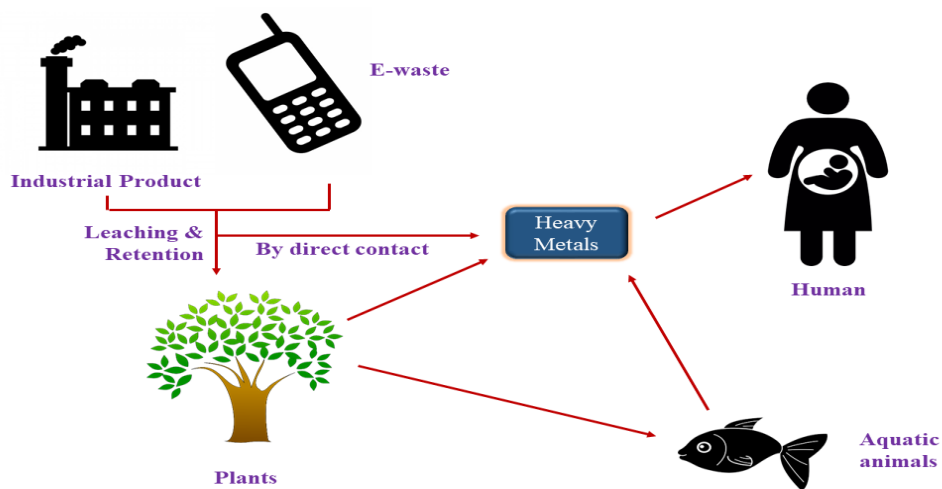 E-waste
Industrial Product
Leaching &
Retention
By direct contact
Heavy
Metals
Human
Plants
Aquatic
animals